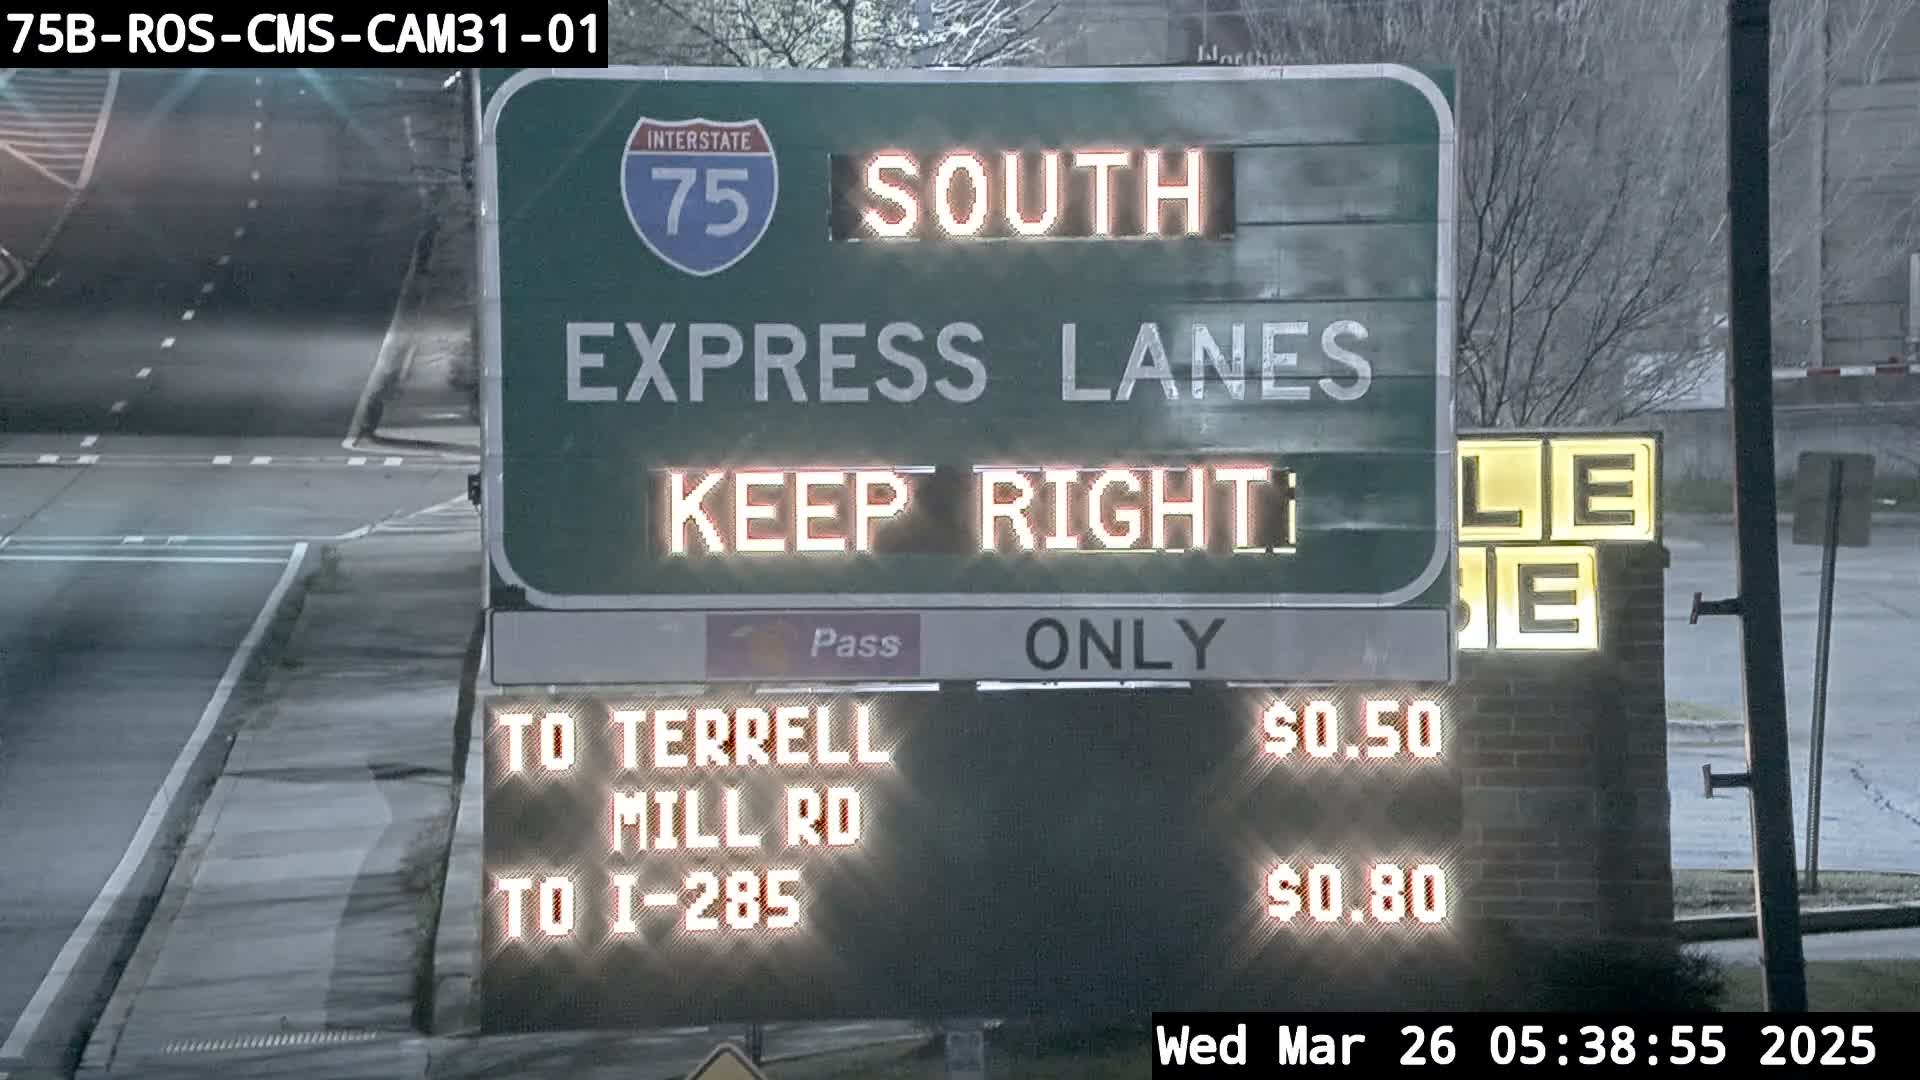 75B-ROS-CMS-CAM31-01
INTERSTATE
75
SOUTH
EXPRESS LANES
KEEP RIGHT
Pass ONLY
TO TERRELL $0.50
MILL RD
TO I-285 $0.80
LE
E
Wed Mar 26 05:38:55 2025